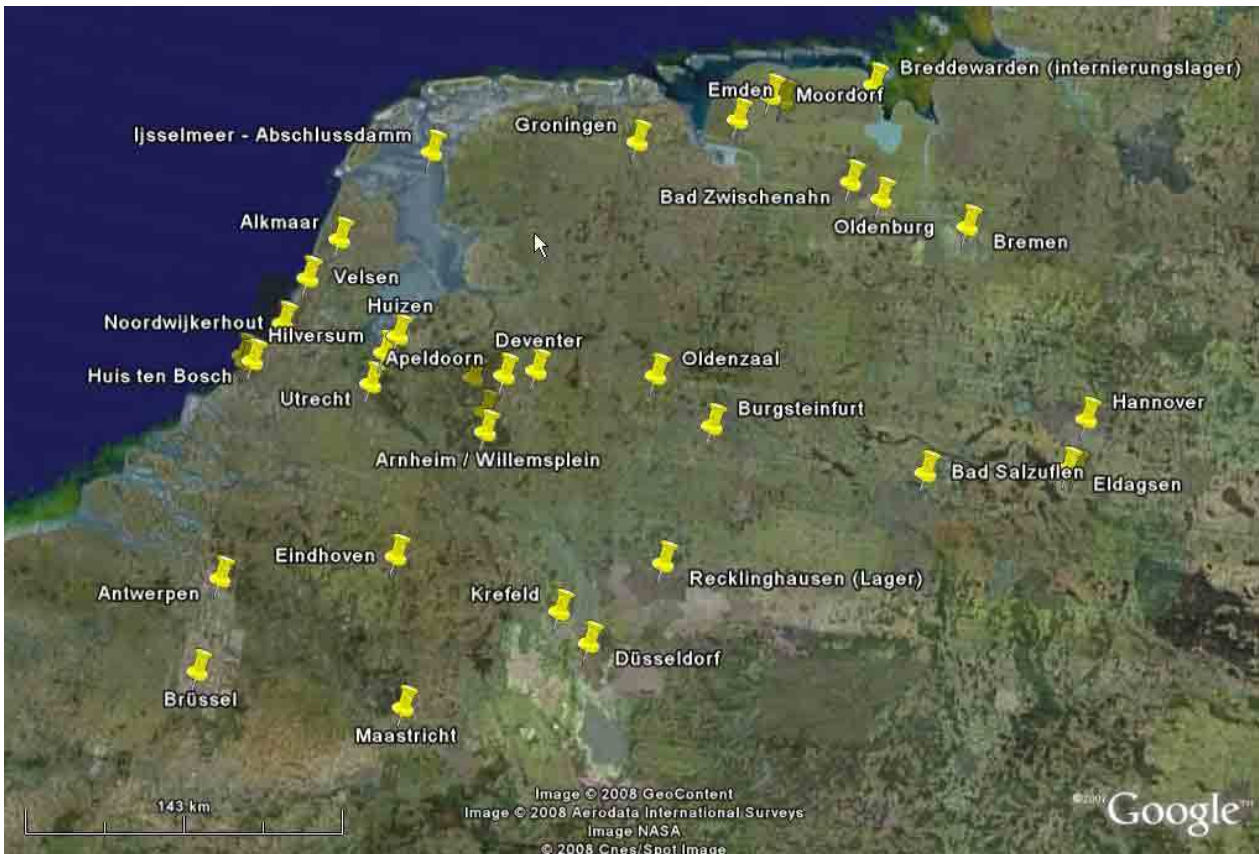 Breddewarden (internierungslager)
Emden
Moordorf
Groningen
Ijsselmeer - Abschlussdamm
Bad Zwischenahn
Oldenburg
Bremen
Alkmaar
Velsen
Huizen
Noordwijkerhout
Hilversum
Deventer
Apeldoorn
Oldenzaal
Huis ten Bosch
Utrecht
Burgsteinfurt
Hannover
Arnheim / Willemsplein
Bad Salzuflen
Eldagsen
Eindhoven
Recklinghausen (Lager)
Antwerpen
Krefeld
Düsseldorf
Brüssel
Maastricht
143 km
Image © 2008 GeoContent
Image © 2008 Aerodata International Surveys
Image NASA
© 2008 Cnes/Spot Image
©2007 Google™